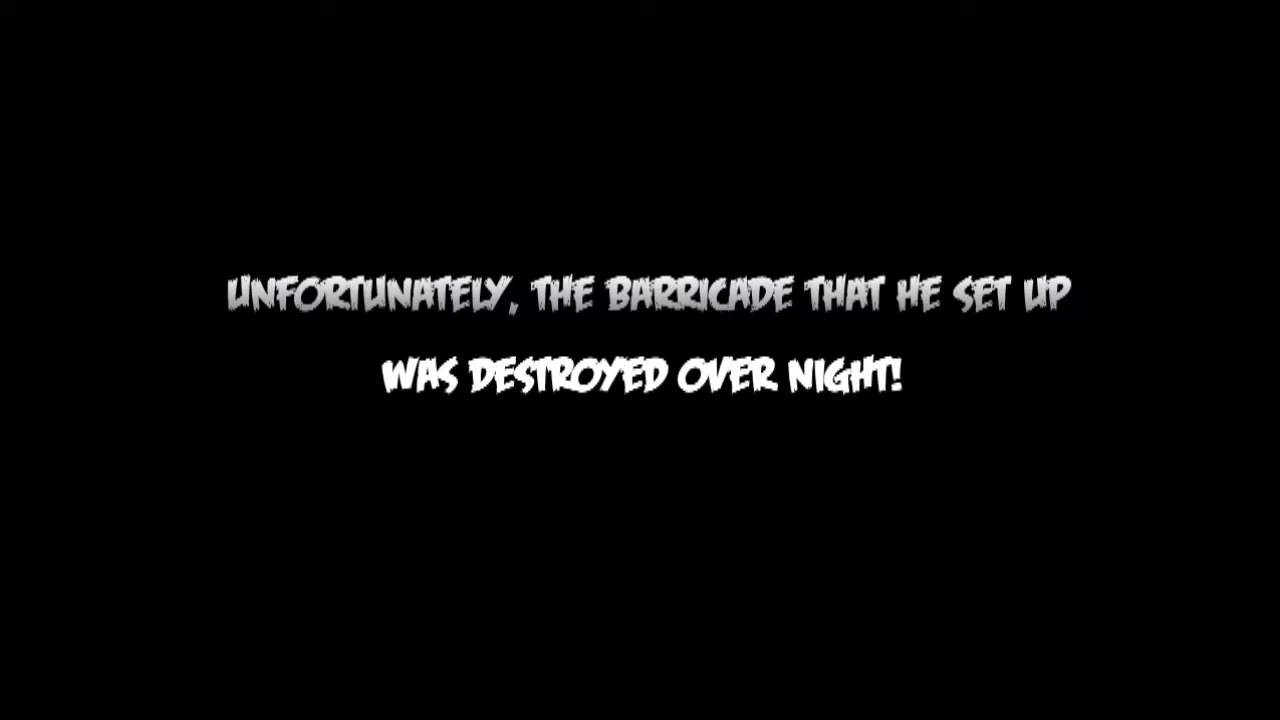 UNFORTUNATELY, THE BARRICADE THAT HE SET UP
WAS DESTROYED OVER NIGHT!